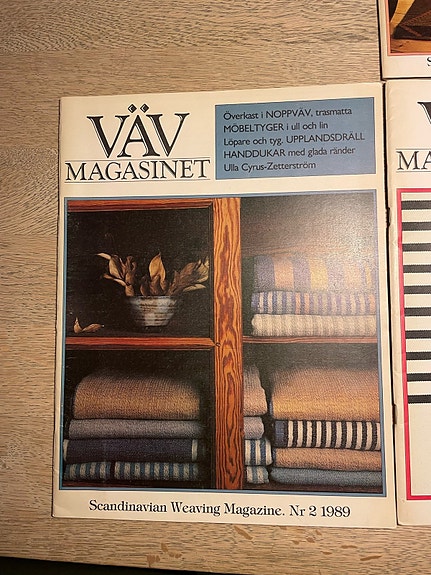 VÄV
MAGASINET
Överkast i NOPPVÄV, trasmatta
MÖBELTYGER i ull och lin
Löpare och tyg, UPPLANDSDRÄLL
HANDDUKAR med glada ränder
Ulla Cyrus-Zetterström
Scandinavian Weaving Magazine. Nr 2 1989